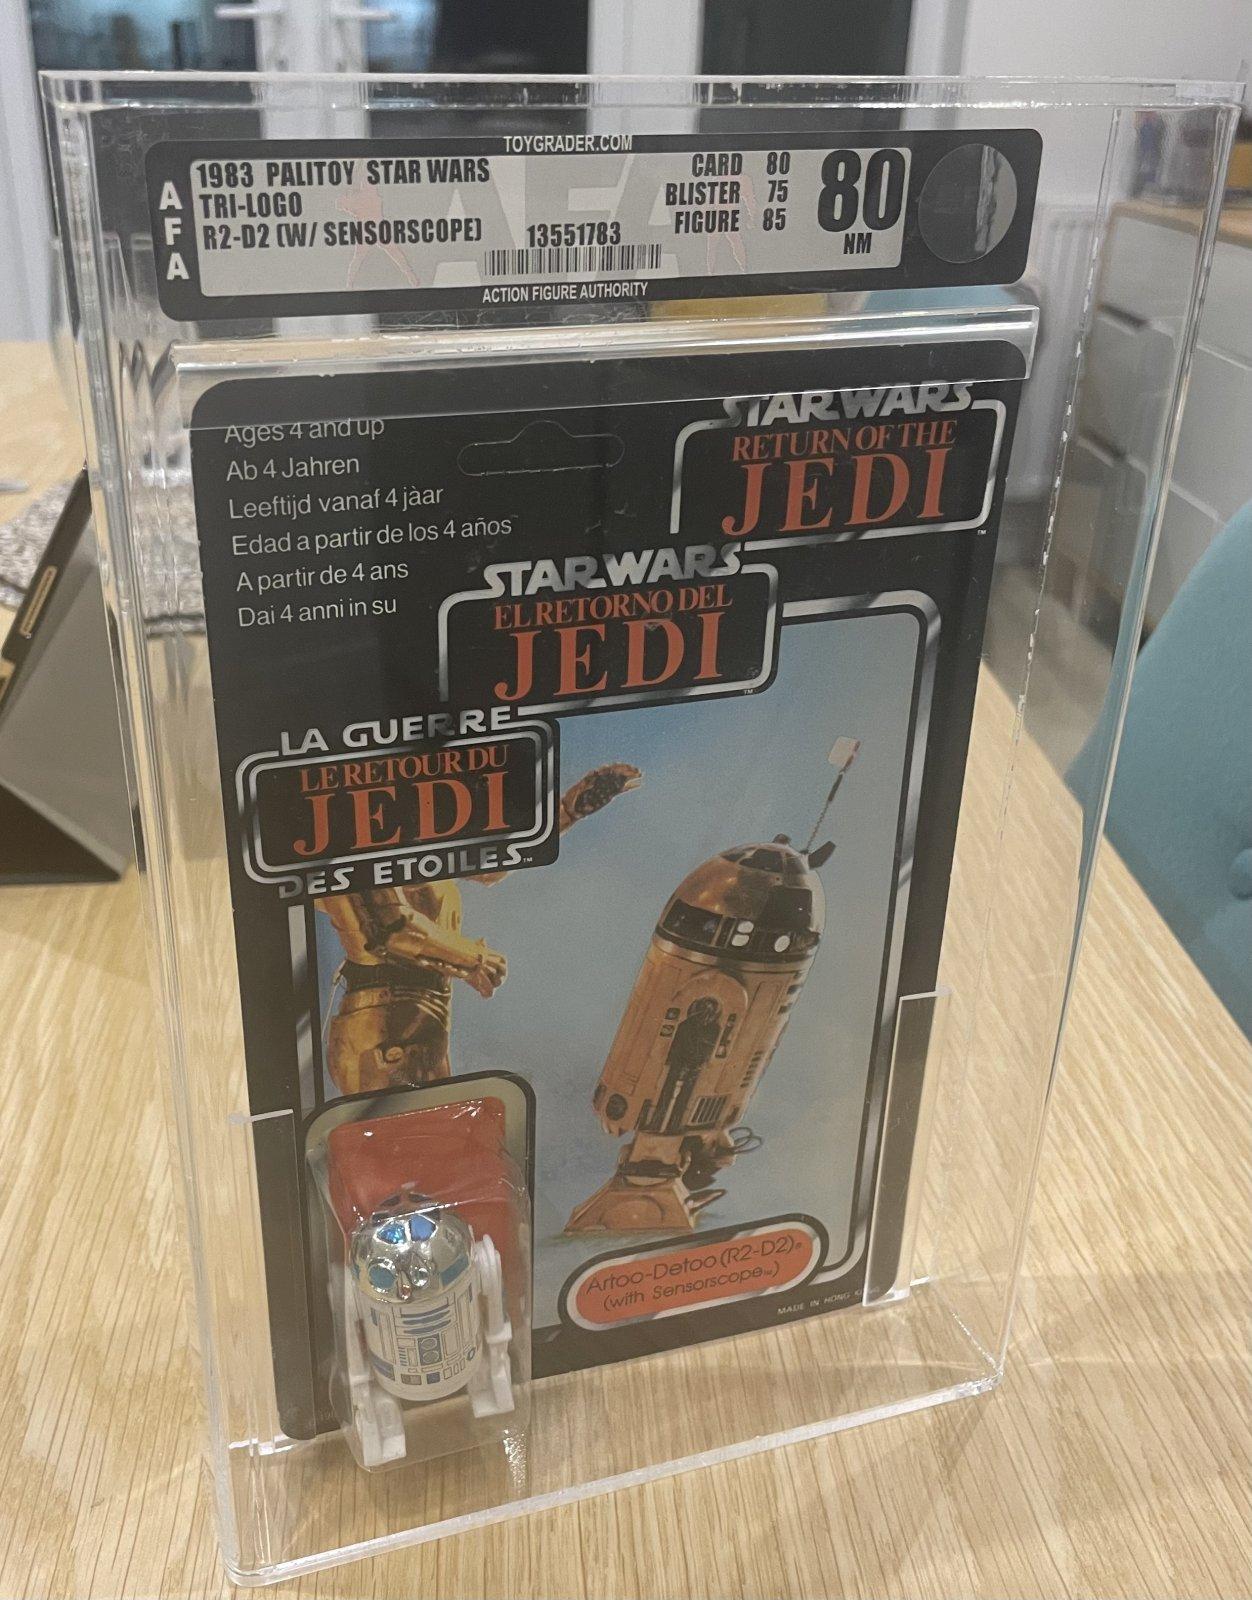 TOYGRADER.COM
AFA
1983 PALITOY STAR WARS
TRI-LOGO
R2-D2 (W/ SENSORSCOPE)
13551783
CARD 80
BLISTER 75
FIGURE 85
80
NM
ACTION FIGURE AUTHORITY
Ages 4 and up
Ab 4 Jahren
Leeftijd vanaf 4 jàar
Edad a partir de los 4 años
A partir de 4 ans
Dai 4 anni in su
STAR WARS
RETURN OF THE
JEDI
TM
STAR WARS
EL RETORNO DEL
JEDI
TM
LA GUERRE
LE RETOUR DU
JEDI
DES ETOILES TM
Artoo-Detoo (R2-D2)®
(with Sensorscope TM)
MADE IN HONG